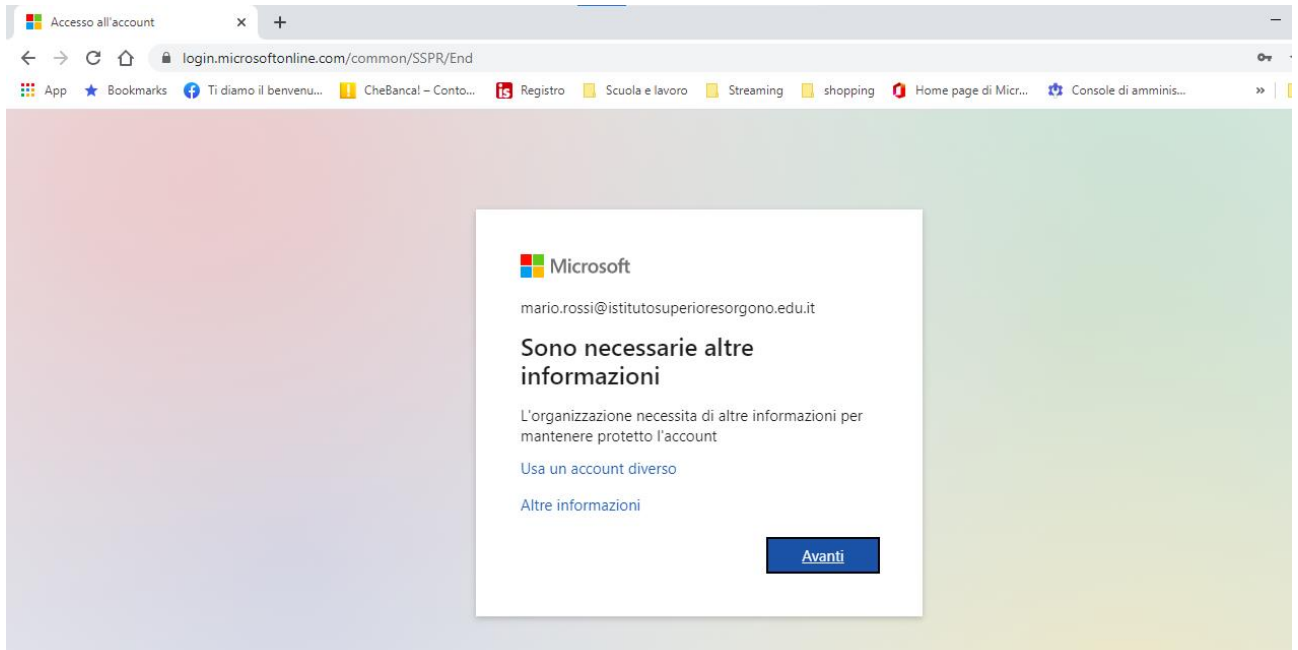 Accesso all'account
login.microsoftonline.com/common/SSPR/End
App Bookmarks Ti diamo il benvenu... CheBanca! – Conto... Registro Scuola e lavoro Streaming shopping Home page di Micr... Console di amminis... »
Microsoft
mario.rossi@istitutosuperioresorgono.edu.it
Sono necessarie altre
informazioni
L'organizzazione necessita di altre informazioni per
mantenere protetto l'account
Usa un account diverso
Altre informazioni
Avanti